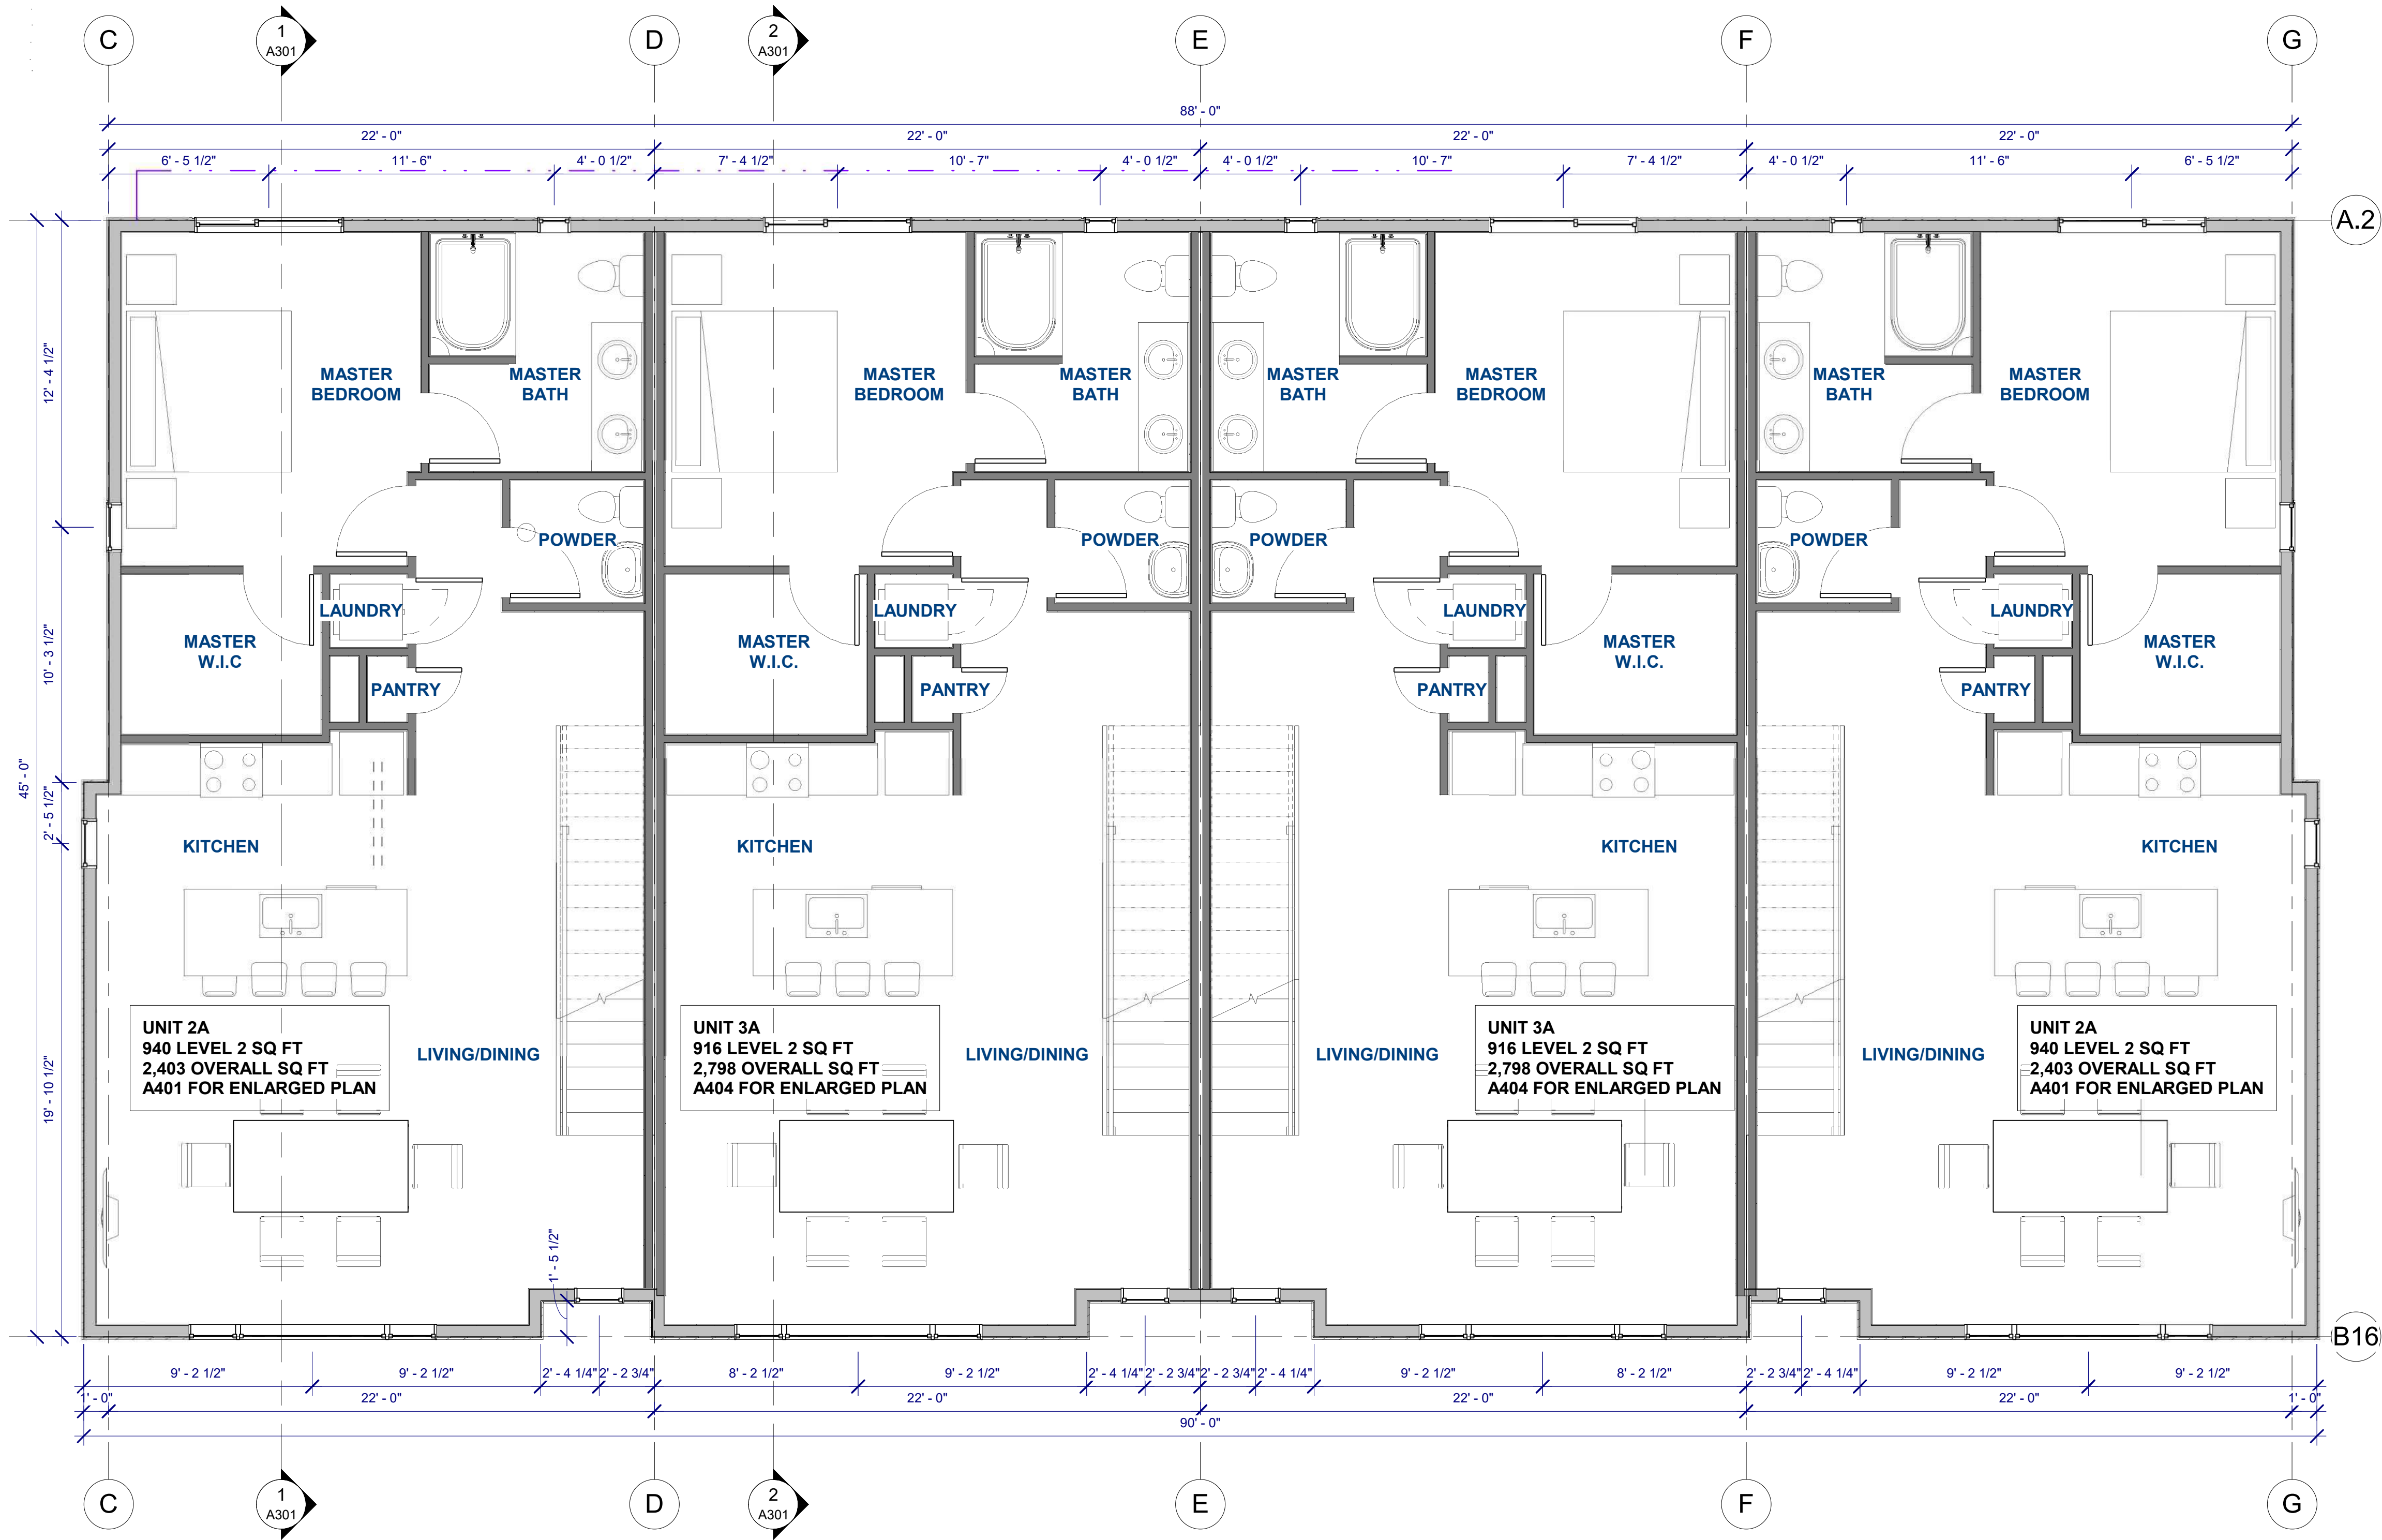 C
1
A301
D
2
A301
E
F
G
88' - 0"
22' - 0"
22' - 0"
22' - 0"
22' - 0"
6' - 5 1/2"
11' - 6"
4' - 0 1/2"
7' - 4 1/2"
10' - 7"
4' - 0 1/2"
4' - 0 1/2"
10' - 7"
7' - 4 1/2"
4' - 0 1/2"
11' - 6"
6' - 5 1/2"
A.2
45' - 0"
12' - 4 1/2"
10' - 3 1/2"
2' - 5 1/2"
19' - 10 1/2"
MASTER
BEDROOM
MASTER
BATH
MASTER
BEDROOM
MASTER
BATH
MASTER
BATH
MASTER
BEDROOM
MASTER
BATH
MASTER
BEDROOM
POWDER
POWDER
POWDER
POWDER
LAUNDRY
LAUNDRY
LAUNDRY
LAUNDRY
MASTER
W.I.C
MASTER
W.I.C.
MASTER
W.I.C.
MASTER
W.I.C.
PANTRY
PANTRY
PANTRY
PANTRY
KITCHEN
KITCHEN
KITCHEN
KITCHEN
UNIT 2A
940 LEVEL 2 SQ FT
2,403 OVERALL SQ FT
A401 FOR ENLARGED PLAN
LIVING/DINING
UNIT 3A
916 LEVEL 2 SQ FT
2,798 OVERALL SQ FT
A404 FOR ENLARGED PLAN
LIVING/DINING
LIVING/DINING
UNIT 3A
916 LEVEL 2 SQ FT
2,798 OVERALL SQ FT
A404 FOR ENLARGED PLAN
LIVING/DINING
UNIT 2A
940 LEVEL 2 SQ FT
2,403 OVERALL SQ FT
A401 FOR ENLARGED PLAN
1' - 5 1/2"
B16
9' - 2 1/2"
9' - 2 1/2"
2' - 4 1/4"
2' - 2 3/4"
8' - 2 1/2"
9' - 2 1/2"
2' - 4 1/4"
2' - 2 3/4"
2' - 2 3/4"
2' - 4 1/4"
9' - 2 1/2"
8' - 2 1/2"
2' - 2 3/4"
2' - 4 1/4"
9' - 2 1/2"
9' - 2 1/2"
1' - 0"
22' - 0"
22' - 0"
22' - 0"
22' - 0"
1' - 0"
90' - 0"
C
1
A301
D
2
A301
E
F
G